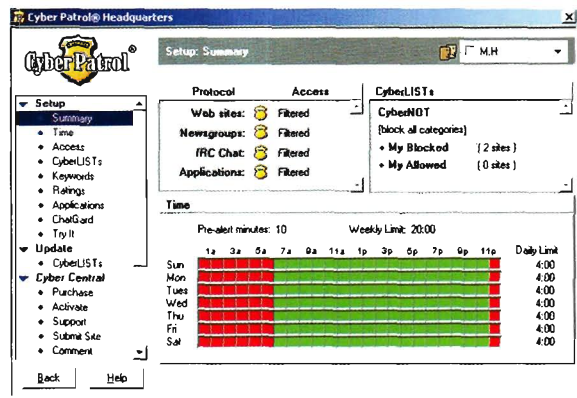 Cyber Patrol® Headquarters
CyberPatrol®
Setup: Summary
M.H
Setup
Summary
Time
Access
CyberLISTs
Keywords
Ratings
Applications
ChatGard
Try It
Update
CyberLISTs
Cyber Central
Purchase
Activate
Support
Submit Site
Comment
Back Help
Protocol Access
Web sites: Filtered
Newsgroups: Filtered
IRC Chat: Filtered
Applications: Filtered
CyberLISTs
CyberNOT
(block all categories)
My Blocked ( 2 sites )
My Allowed ( 0 sites )
Time
Pre-alert minutes: 10 Weekly Limit: 20:00
1a 3a 5a 7a 9a 11a 1p 3p 5p 7p 9p 11p Daily Limit
Sun 4:00
Mon 4:00
Tues 4:00
Wed 4:00
Thu 4:00
Fri 4:00
Sat 4:00